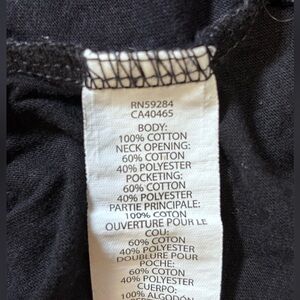 RN59284
CA40465
BODY:
100% COTTON
NECK OPENING:
60% COTTON
40% POLYESTER
POCKETING:
60% COTTON
40% POLYESTER
PARTIE PRINCIPALE:
100% COTON
OUVERTURE POUR LE
COU:
60% COTON
40% POLYESTER
DOUBLURE POUR
POCHE:
60% COTON
40% POLYESTER
CUERPO:
100% ALGODÓN